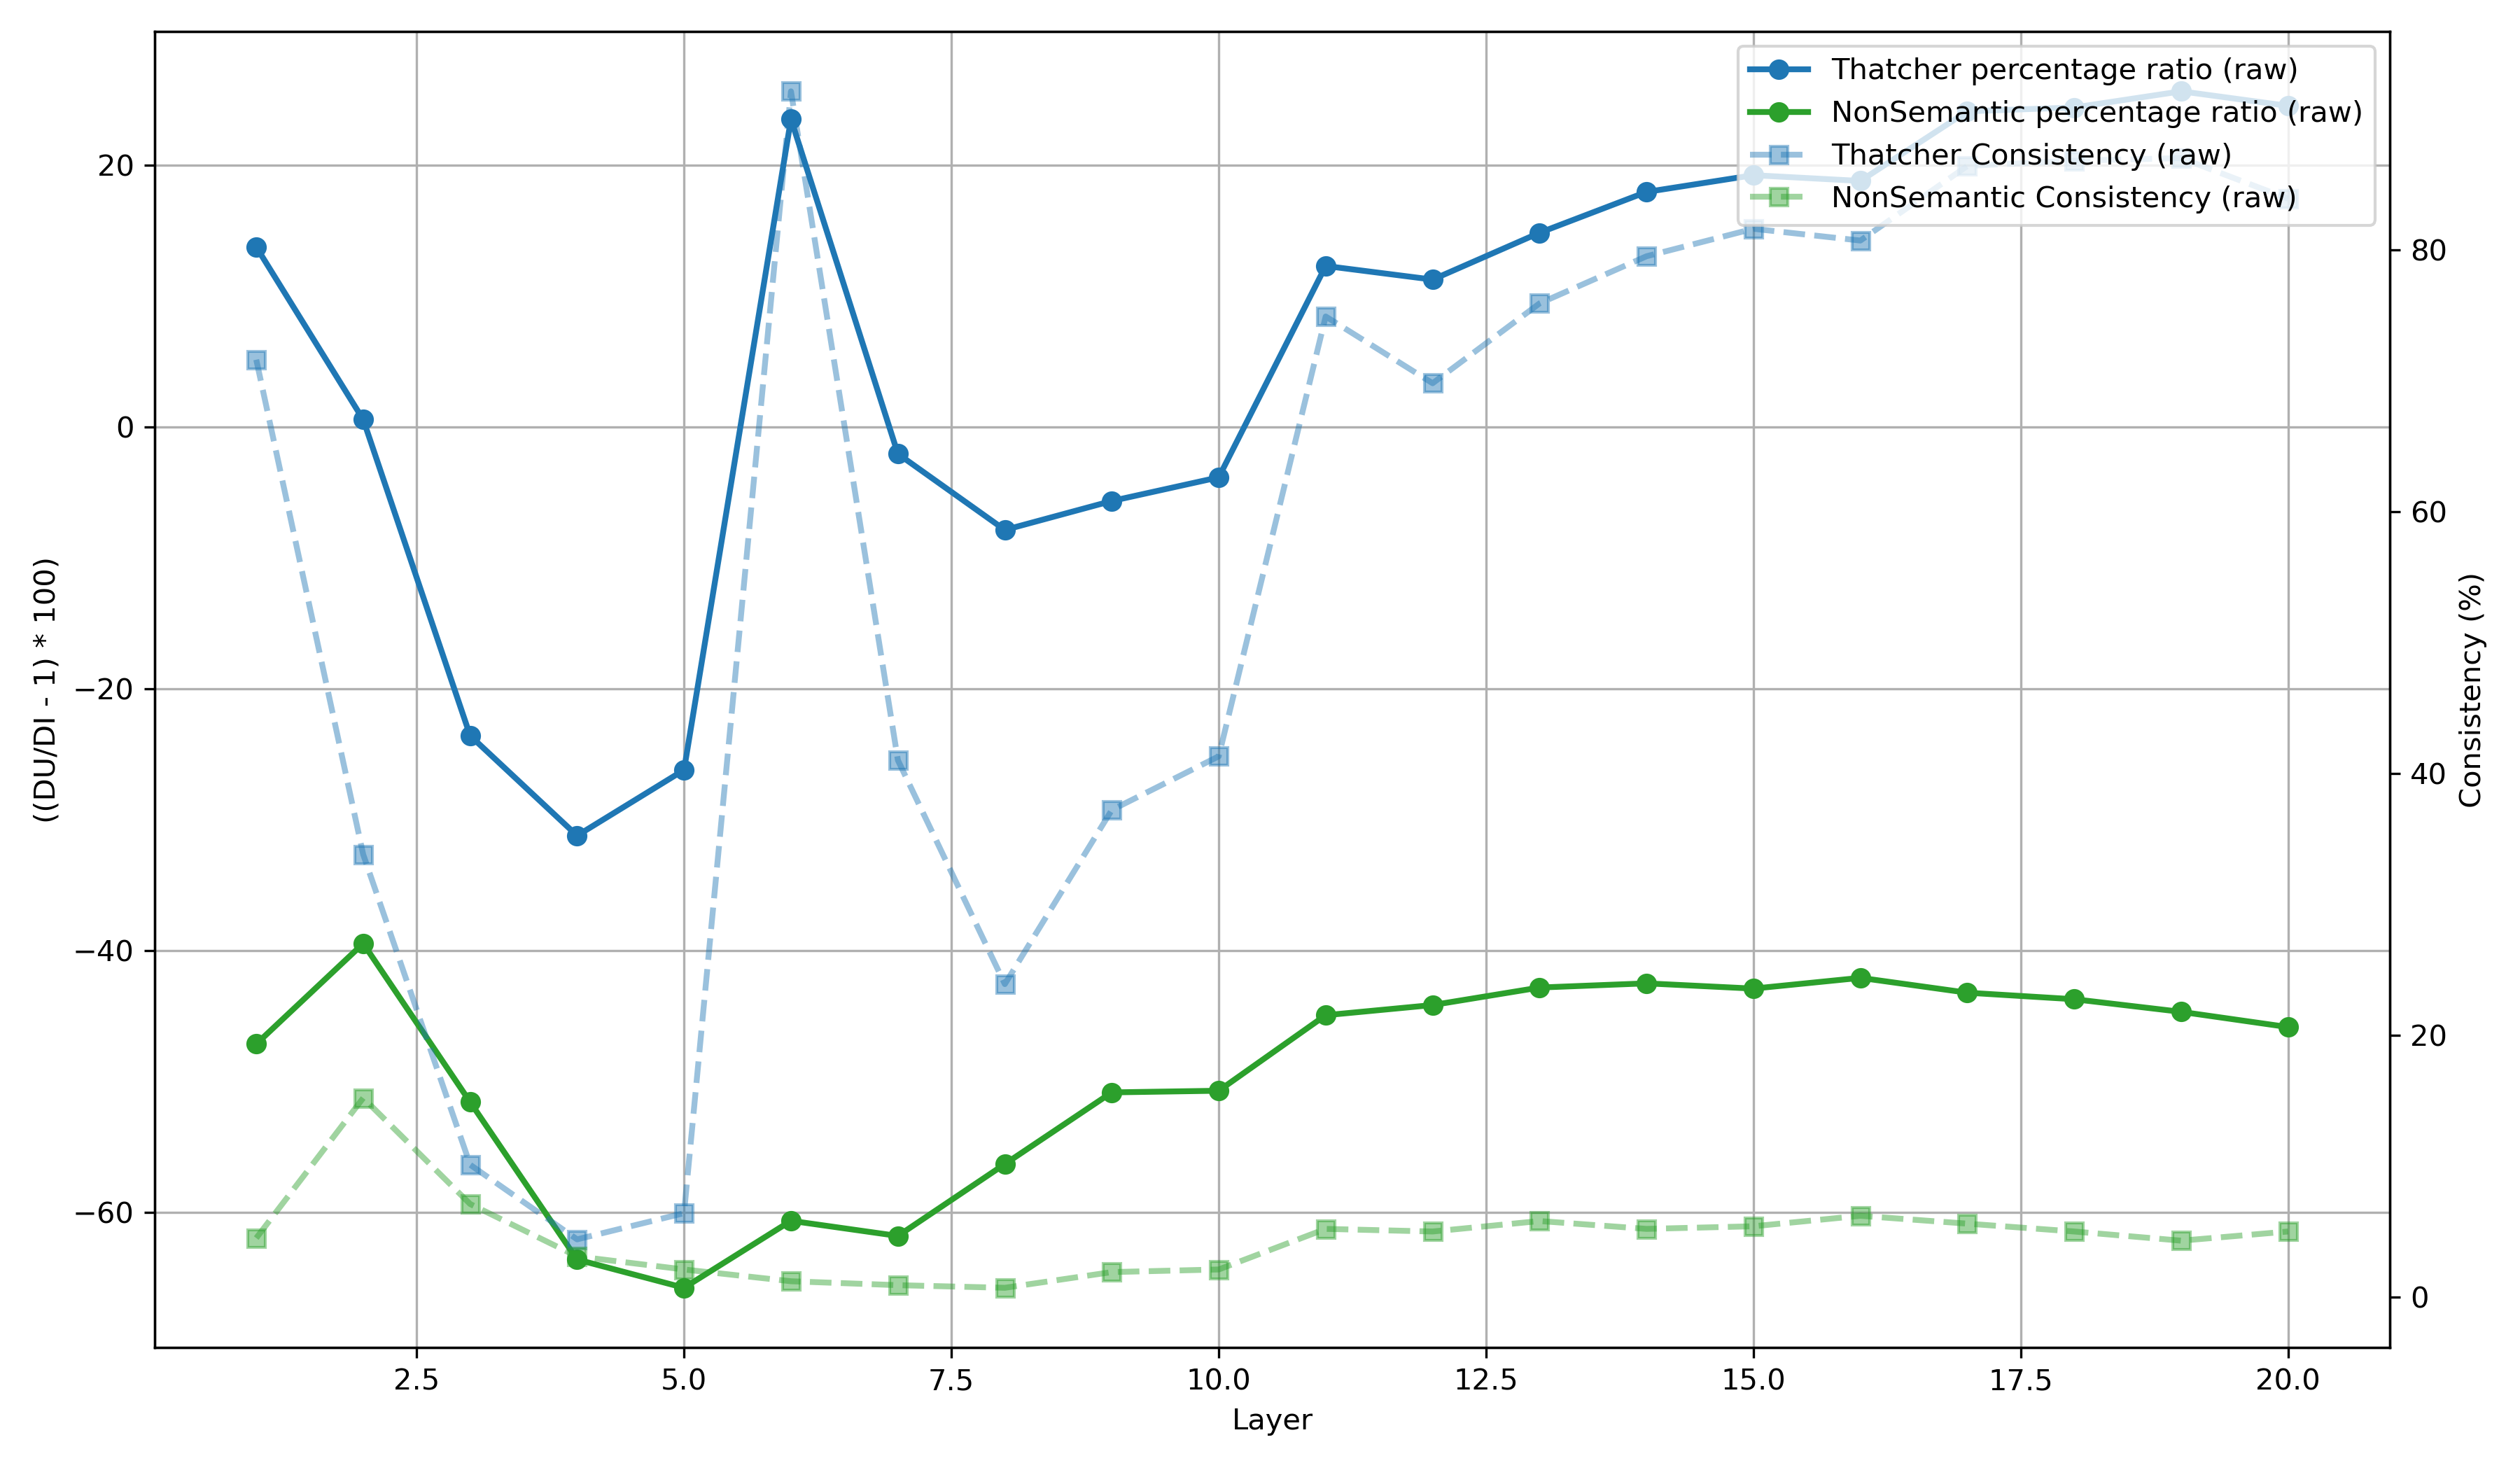 Thatcher percentage ratio (raw)
NonSemantic percentage ratio (raw)
Thatcher Consistency (raw)
NonSemantic Consistency (raw)
((DU/DI - 1) * 100)
20
0
−20
−40
−60
Consistency (%)
80
60
40
20
0
2.5
5.0
7.5
10.0
12.5
15.0
17.5
20.0
Layer